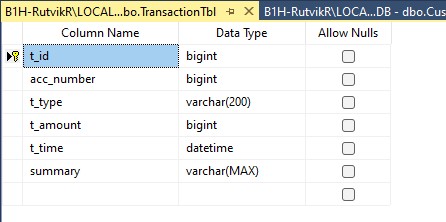 B1H-RutvikR\LOCAL...bo.TransactionTbl
B1H-RutvikR\LOCAL...DB - dbo.Cus
Column Name Data Type Allow Nulls
t_id bigint
acc_number bigint
t_type varchar(200)
t_amount bigint
t_time datetime
summary varchar(MAX)